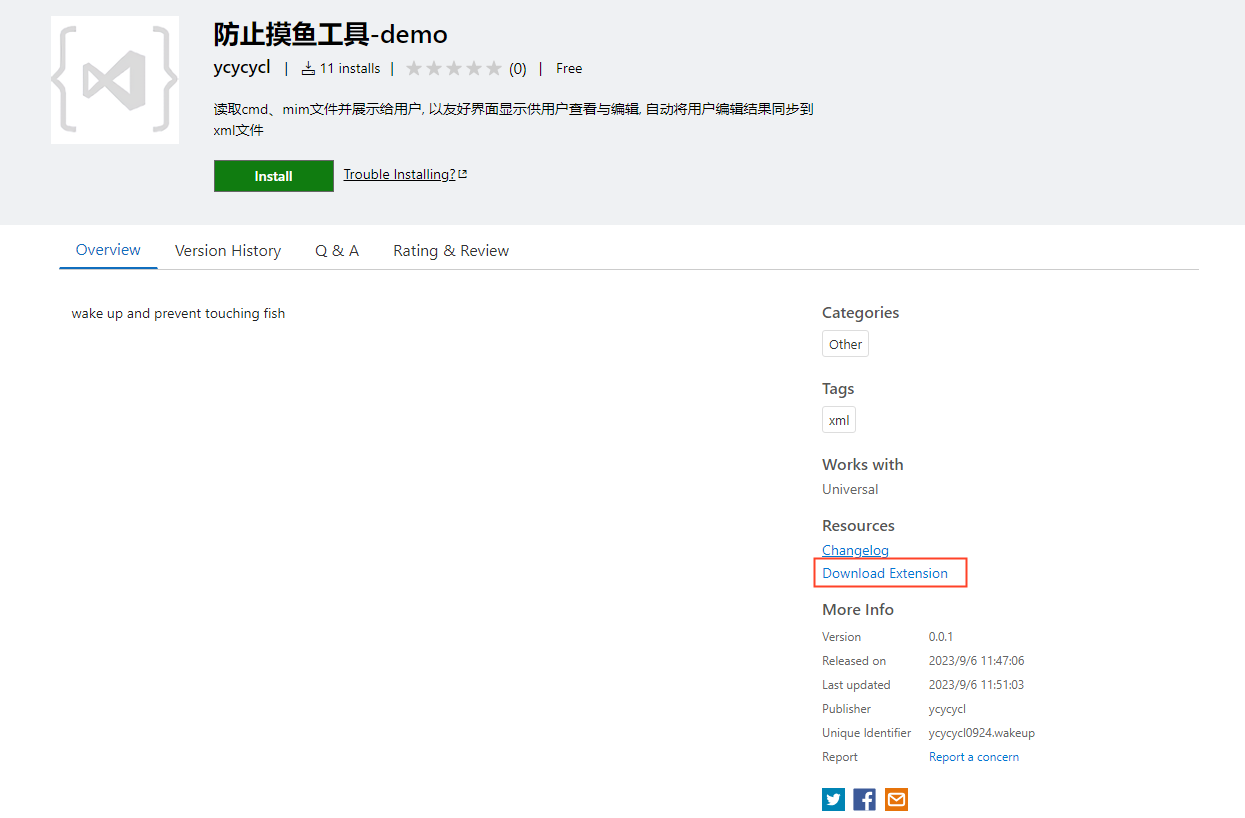 防止摸鱼工具-demo
ycycycl | 11 installs | (0) | Free
读取cmd、mim文件并展示给用户, 以友好界面显示供用户查看与编辑, 自动将用户编辑结果同步到
xml文件
Install Trouble Installing?
Overview Version History Q & A Rating & Review
wake up and prevent touching fish
Categories
Other
Tags
xml
Works with
Universal
Resources
Changelog
Download Extension
More Info
Version 0.0.1
Released on 2023/9/6 11:47:06
Last updated 2023/9/6 11:51:03
Publisher ycycycl
Unique Identifier ycycycl0924.wakeup
Report Report a concern